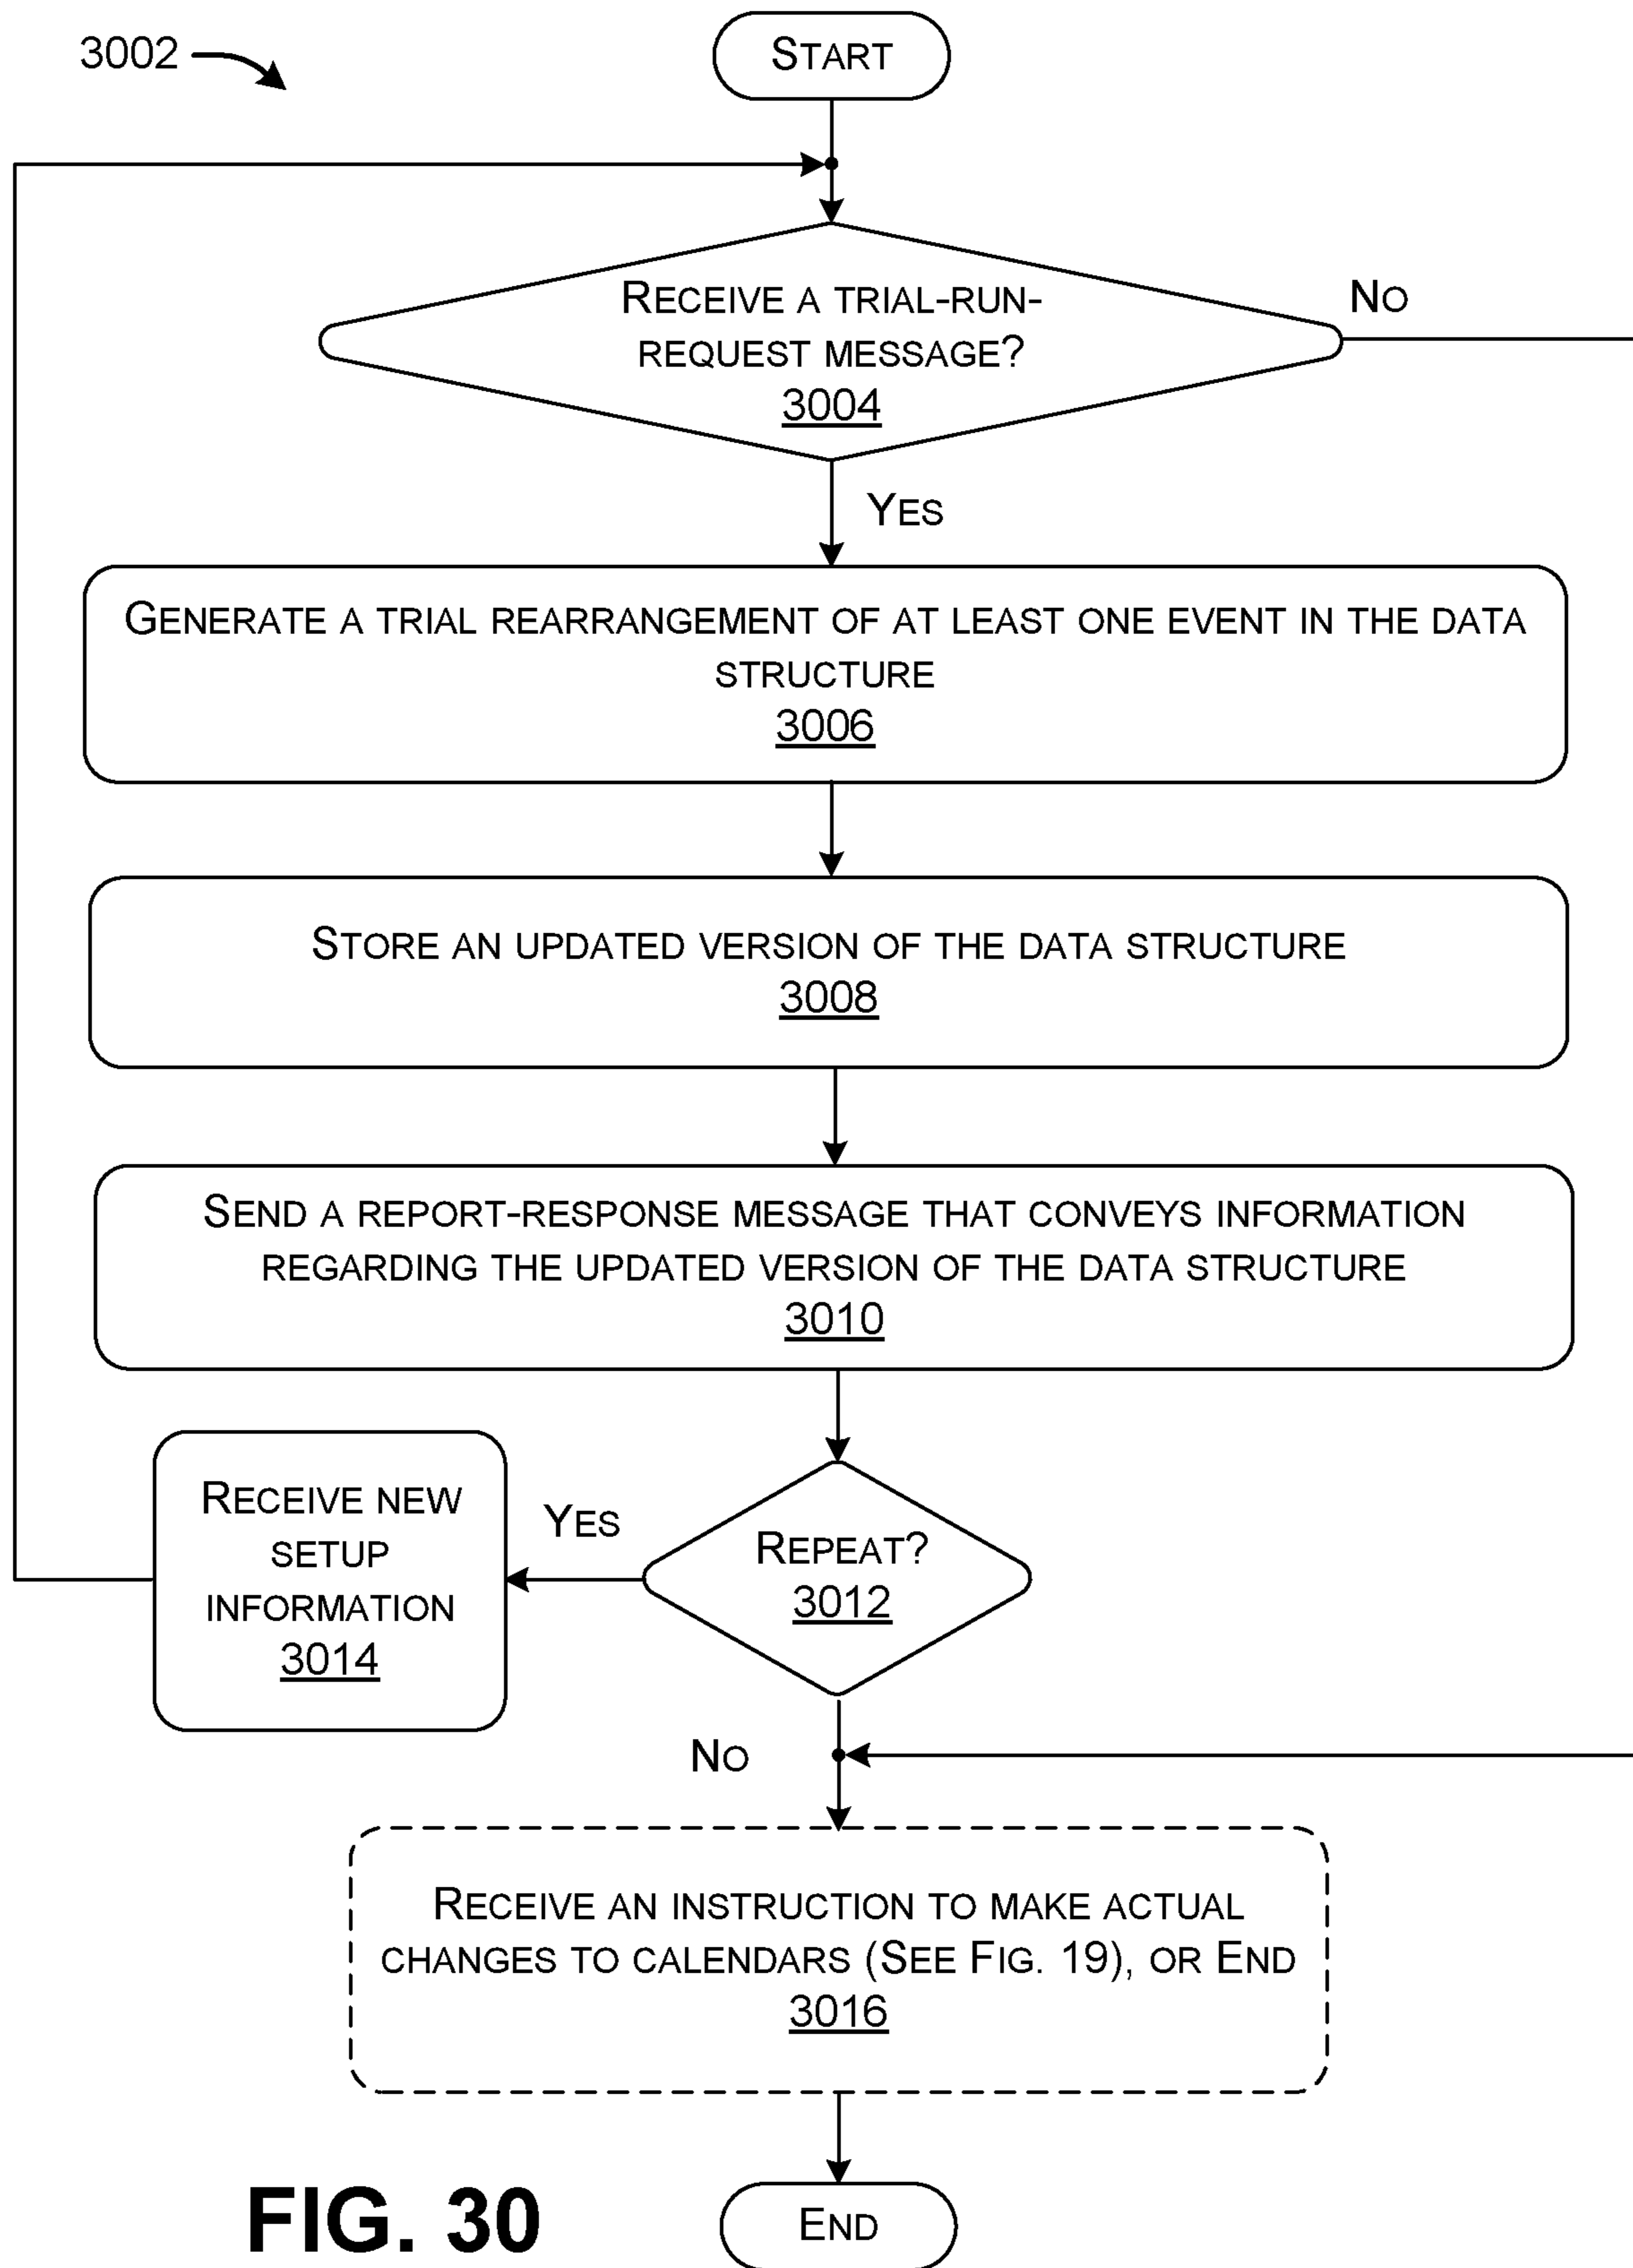 3002
START
RECEIVE A TRIAL-RUN-
REQUEST MESSAGE?
3004
NO
YES
GENERATE A TRIAL REARRANGEMENT OF AT LEAST ONE EVENT IN THE DATA
STRUCTURE
3006
STORE AN UPDATED VERSION OF THE DATA STRUCTURE
3008
SEND A REPORT-RESPONSE MESSAGE THAT CONVEYS INFORMATION
REGARDING THE UPDATED VERSION OF THE DATA STRUCTURE
3010
RECEIVE NEW
SETUP
INFORMATION
3014
YES
REPEAT?
3012
NO
RECEIVE AN INSTRUCTION TO MAKE ACTUAL
CHANGES TO CALENDARS (SEE FIG. 19), OR END
3016
END
FIG. 30